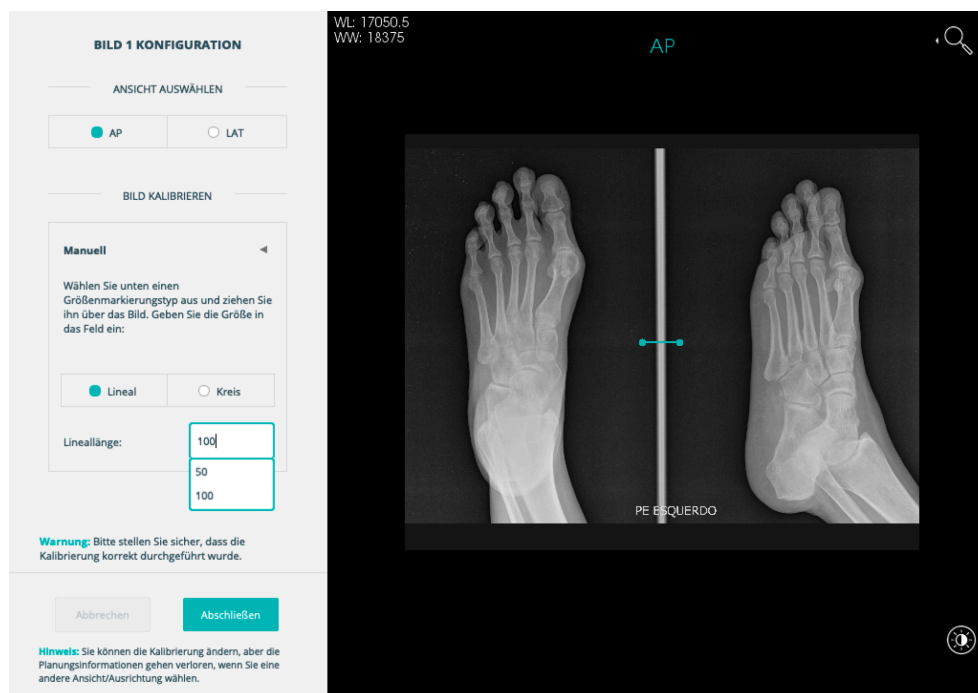 BILD 1 KONFIGURATION
ANSICHT AUSWÄHLEN
AP
LAT
BILD KALIBRIEREN
Manuell
Wählen Sie unten einen
Größenmarkierungstyp aus und ziehen Sie
ihn über das Bild. Geben Sie die Größe in
das Feld ein:
Lineal
Kreis
Lineallänge:
100
50
100
Warnung: Bitte stellen Sie sicher, dass die
Kalibrierung korrekt durchgeführt wurde.
Abbrechen
Abschließen
Hinweis: Sie können die Kalibrierung ändern, aber die
Planungsinformationen gehen verloren, wenn Sie eine
andere Ansicht/Ausrichtung wählen.
WL: 17050.5
WW: 18375
AP
PE ESQUERDO